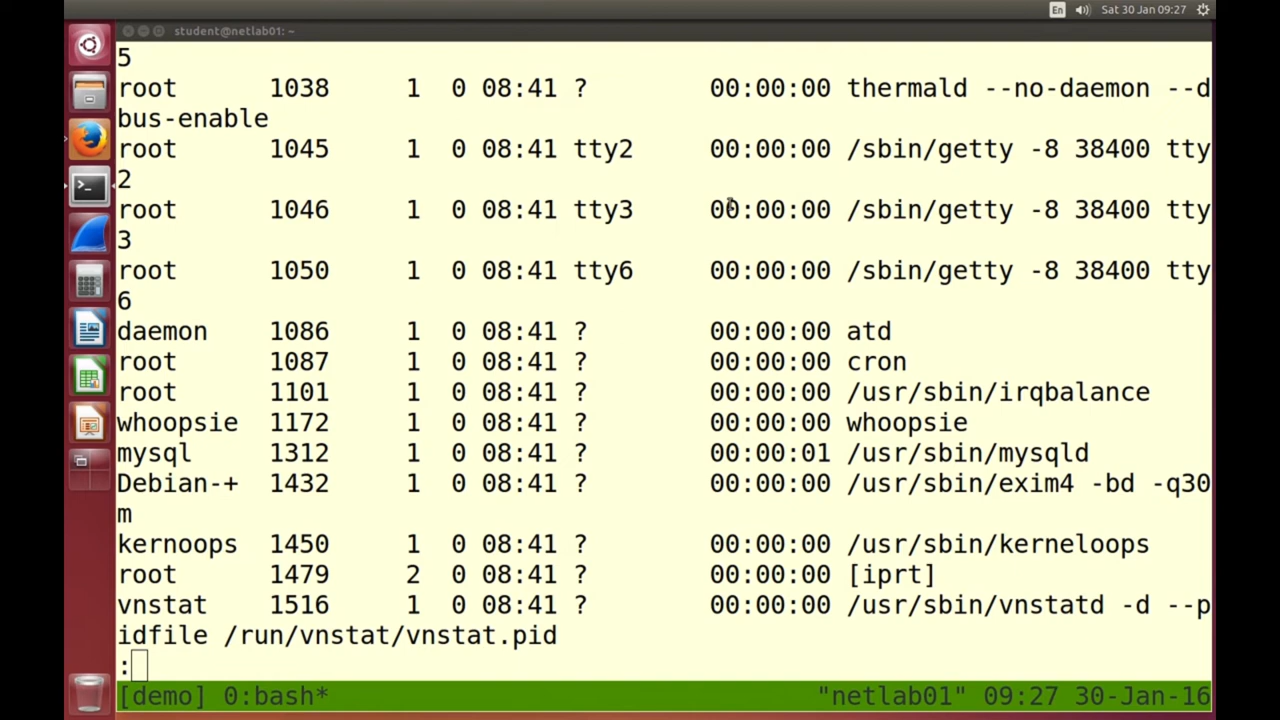 En Sat 30 Jan 09:27
student@netlab01: ~
5
root 1038 1 0 08:41 ? 00:00:00 thermald --no-daemon --d
bus-enable
root 1045 1 0 08:41 tty2 00:00:00 /sbin/getty -8 38400 tty
2
root 1046 1 0 08:41 tty3 00:00:00 /sbin/getty -8 38400 tty
3
root 1050 1 0 08:41 tty6 00:00:00 /sbin/getty -8 38400 tty
6
daemon 1086 1 0 08:41 ? 00:00:00 atd
root 1087 1 0 08:41 ? 00:00:00 cron
root 1101 1 0 08:41 ? 00:00:00 /usr/sbin/irqbalance
whoopsie 1172 1 0 08:41 ? 00:00:00 whoopsie
mysql 1312 1 0 08:41 ? 00:00:01 /usr/sbin/mysqld
Debian-+ 1432 1 0 08:41 ? 00:00:00 /usr/sbin/exim4 -bd -q30
m
kernoops 1450 1 0 08:41 ? 00:00:00 /usr/sbin/kerneloops
root 1479 2 0 08:41 ? 00:00:00 [iprt]
vnstat 1516 1 0 08:41 ? 00:00:00 /usr/sbin/vnstatd -d --p
idfile /run/vnstat/vnstat.pid
:
[demo] 0:bash* "netlab01" 09:27 30-Jan-16